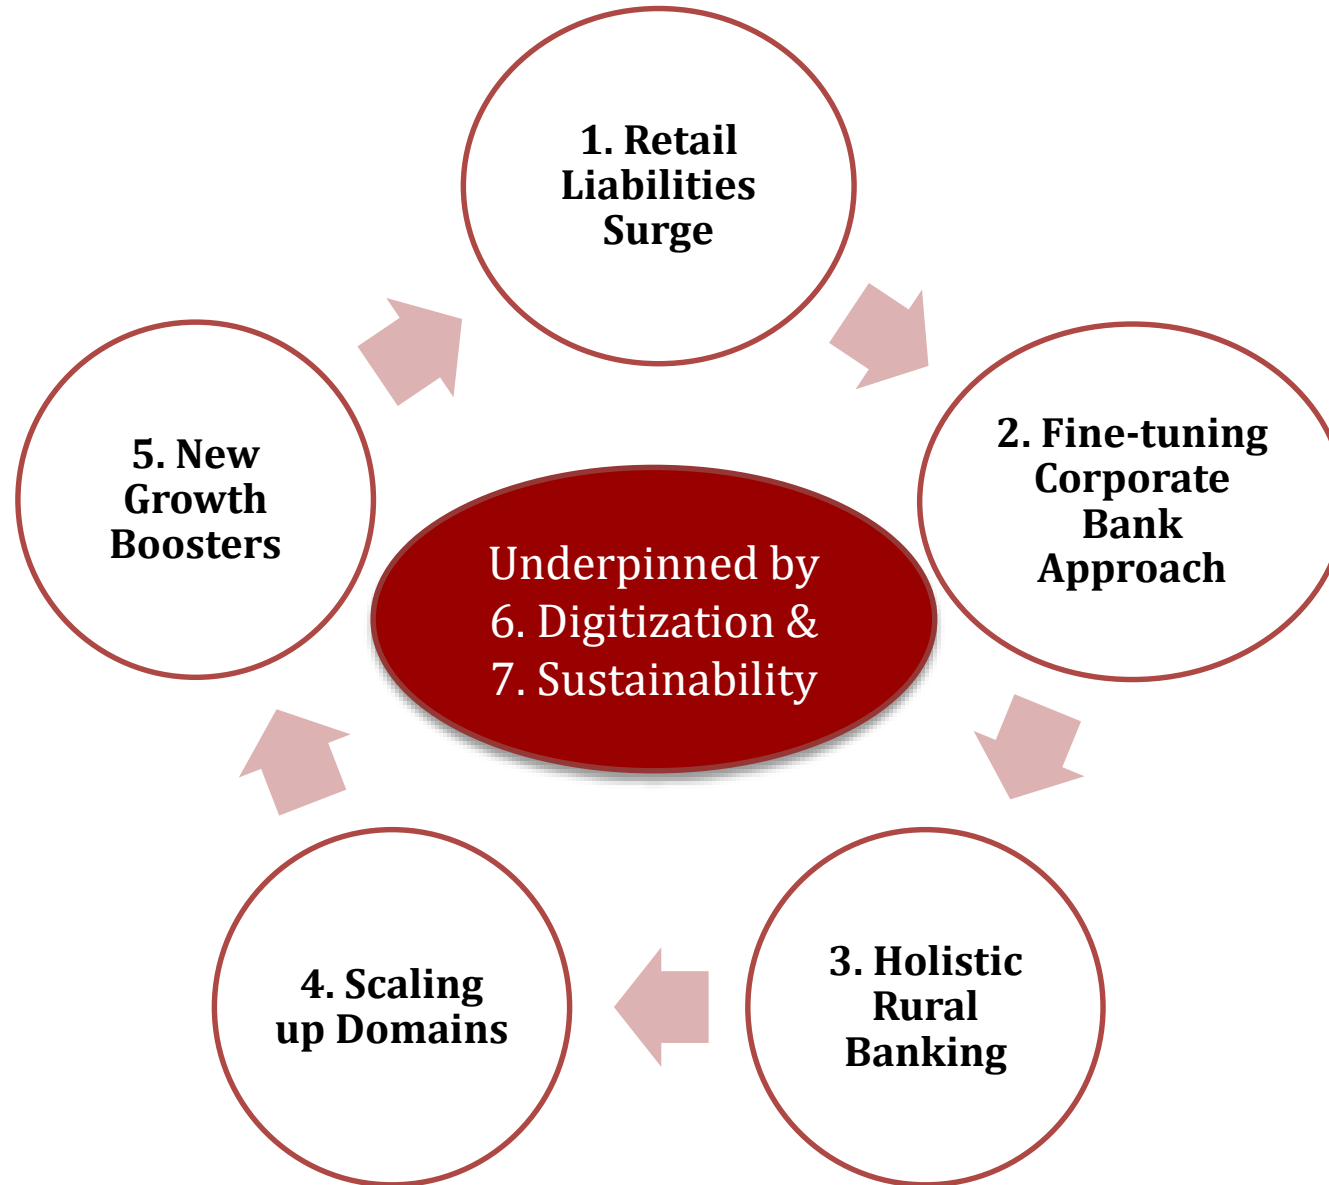 1. Retail
Liabilities
Surge
2. Fine-tuning
Corporate
Bank
Approach
3. Holistic
Rural
Banking
4. Scaling
up Domains
5. New
Growth
Boosters
Underpinned by
6. Digitization &
7. Sustainability